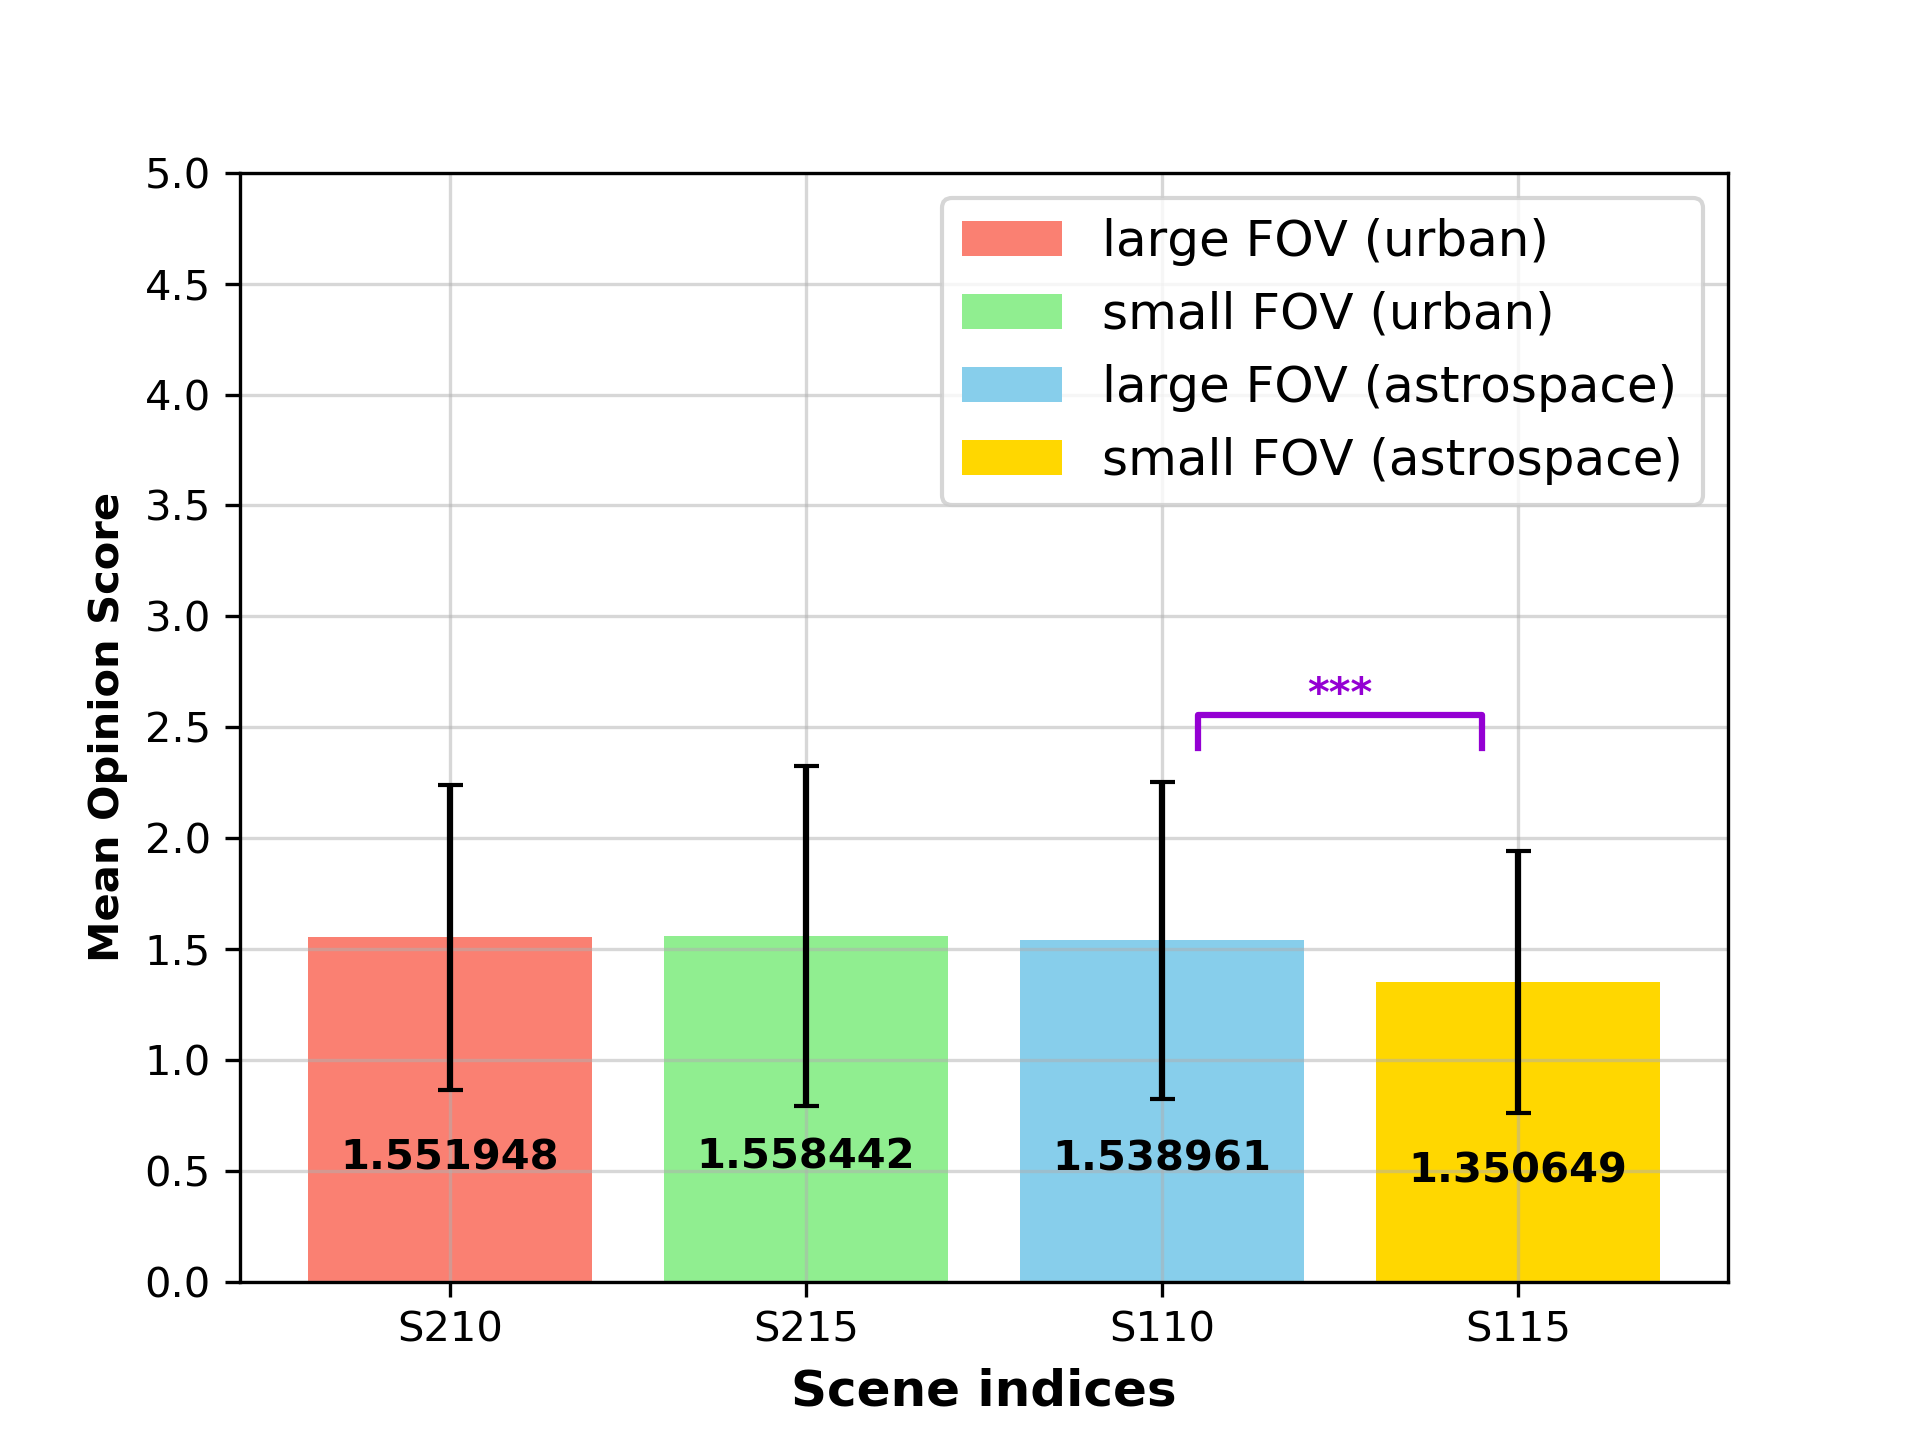 5.0
4.5
4.0
3.5
3.0
2.5
2.0
1.5
1.0
0.5
0.0
Mean Opinion Score
large FOV (urban)
small FOV (urban)
large FOV (astrospace)
small FOV (astrospace)
***
1.551948
1.558442
1.538961
1.350649
S210
S215
S110
S115
Scene indices